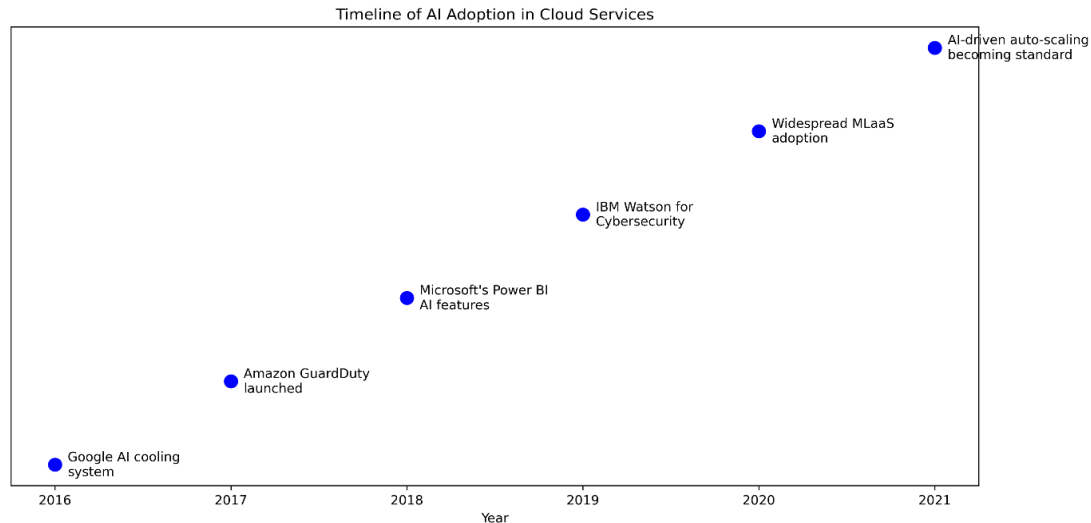 Timeline of AI Adoption in Cloud Services
AI-driven auto-scaling
becoming standard
Widespread MLaaS
adoption
IBM Watson for
Cybersecurity
Microsoft's Power BI
AI features
Amazon GuardDuty
launched
Google AI cooling
system
2016 2017 2018 2019 2020 2021
Year